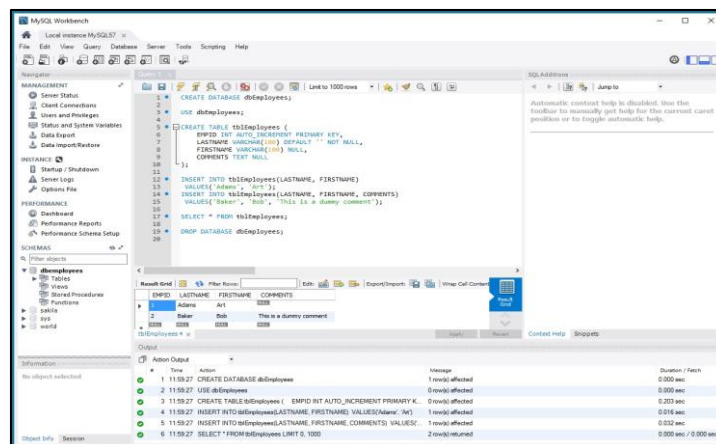 MySQL Workbench
Local instance MySQL57
File Edit View Query Database Server Tools Scripting Help
Navigator
MANAGEMENT
Server Status
Client Connections
Users and Privileges
Status and System Variables
Data Export
Data Import/Restore
INSTANCE
Startup / Shutdown
Server Logs
Options File
PERFORMANCE
Dashboard
Performance Reports
Performance Schema Setup
SCHEMAS
Filter objects
dbemployees
Tables
Views
Stored Procedures
Functions
sakila
sys
world
Information
No object selected
Object Info Session
Query 1
Limit to 1000 rows
1 CREATE DATABASE dbEmployees;
2
3 USE dbEmployees;
4
5 CREATE TABLE tblEmployees (
6 EMPID INT AUTO_INCREMENT PRIMARY KEY,
7 LASTNAME VARCHAR(100) DEFAULT '' NOT NULL,
8 FIRSTNAME VARCHAR(100) NULL,
9 COMMENTS TEXT NULL
10 );
11
12 INSERT INTO tblEmployees(LASTNAME, FIRSTNAME)
13 VALUES('Adams', 'Art');
14 INSERT INTO tblEmployees(LASTNAME, FIRSTNAME, COMMENTS)
15 VALUES('Baker', 'Bob', 'This is a dummy comment');
16
17 SELECT * FROM tblEmployees;
18
19 DROP DATABASE dbEmployees;
20
Result Grid Filter Rows: Edit: Export/Import: Wrap Cell Content
EMPID LASTNAME FIRSTNAME COMMENTS
1 Adams Art NULL
2 Baker Bob This is a dummy comment
NULL NULL NULL NULL
Result Grid
tblEmployees Apply Revert
SQL Additions
Jump to
Automatic context help is disabled. Use the
toolbar to manually get help for the current caret
position or to toggle automatic help.
Context Help Snippets
Output
Action Output
# Time Action Message Duration / Fetch
1 11:59:27 CREATE DATABASE dbEmployees 1 row(s) affected 0.000 sec
2 11:59:27 USE dbEmployees 0 row(s) affected 0.000 sec
3 11:59:27 CREATE TABLE tblEmployees ( EMPID INT AUTO_INCREMENT PRIMARY K... 0 row(s) affected 0.203 sec
4 11:59:27 INSERT INTO tblEmployees(LASTNAME, FIRSTNAME) VALUES('Adams', 'Art') 1 row(s) affected 0.016 sec
5 11:59:27 INSERT INTO tblEmployees(LASTNAME, FIRSTNAME, COMMENTS) VALUES('... 1 row(s) affected 0.032 sec
6 11:59:27 SELECT * FROM tblEmployees LIMIT 0, 1000 2 row(s) returned 0.000 sec / 0.000 sec